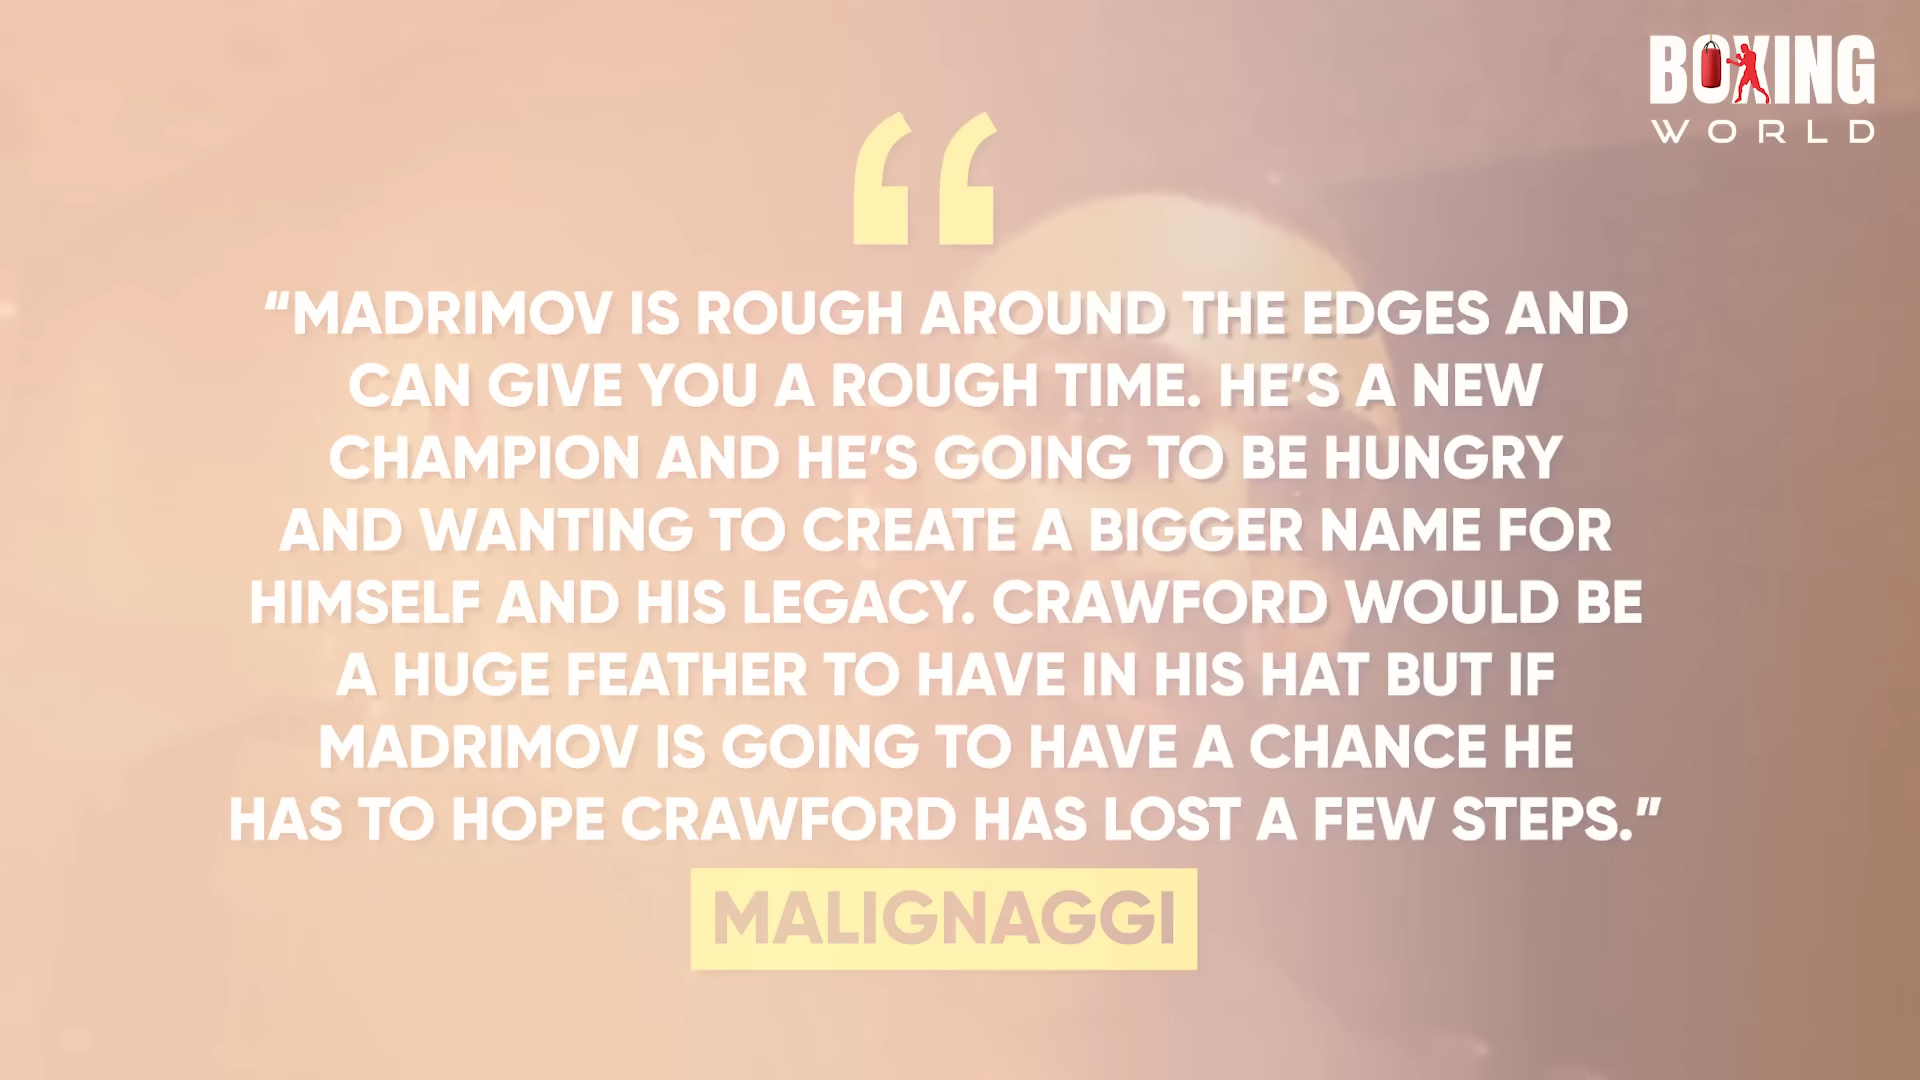 BOXING
WORLD
“
“MADRIMOV IS ROUGH AROUND THE EDGES AND
CAN GIVE YOU A ROUGH TIME. HE’S A NEW
CHAMPION AND HE’S GOING TO BE HUNGRY
AND WANTING TO CREATE A BIGGER NAME FOR
HIMSELF AND HIS LEGACY. CRAWFORD WOULD BE
A HUGE FEATHER TO HAVE IN HIS HAT BUT IF
MADRIMOV IS GOING TO HAVE A CHANCE HE
HAS TO HOPE CRAWFORD HAS LOST A FEW STEPS.”
MALIGNAGGI